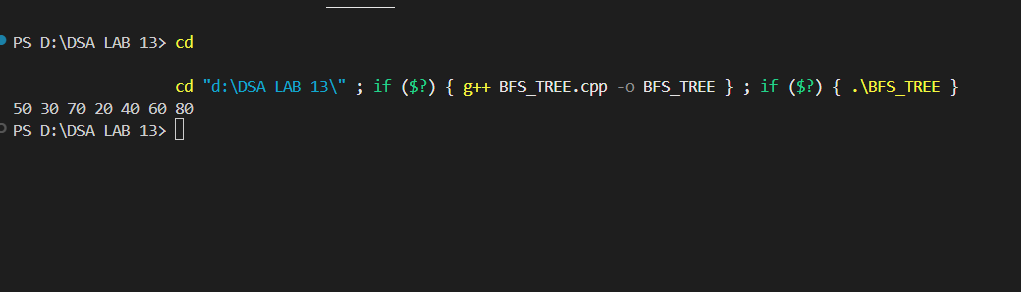 PS D:\DSA LAB 13> cd
cd "d:\DSA LAB 13\" ; if ($?) { g++ BFS_TREE.cpp -o BFS_TREE } ; if ($?) { .\BFS_TREE }
50 30 70 20 40 60 80
PS D:\DSA LAB 13>